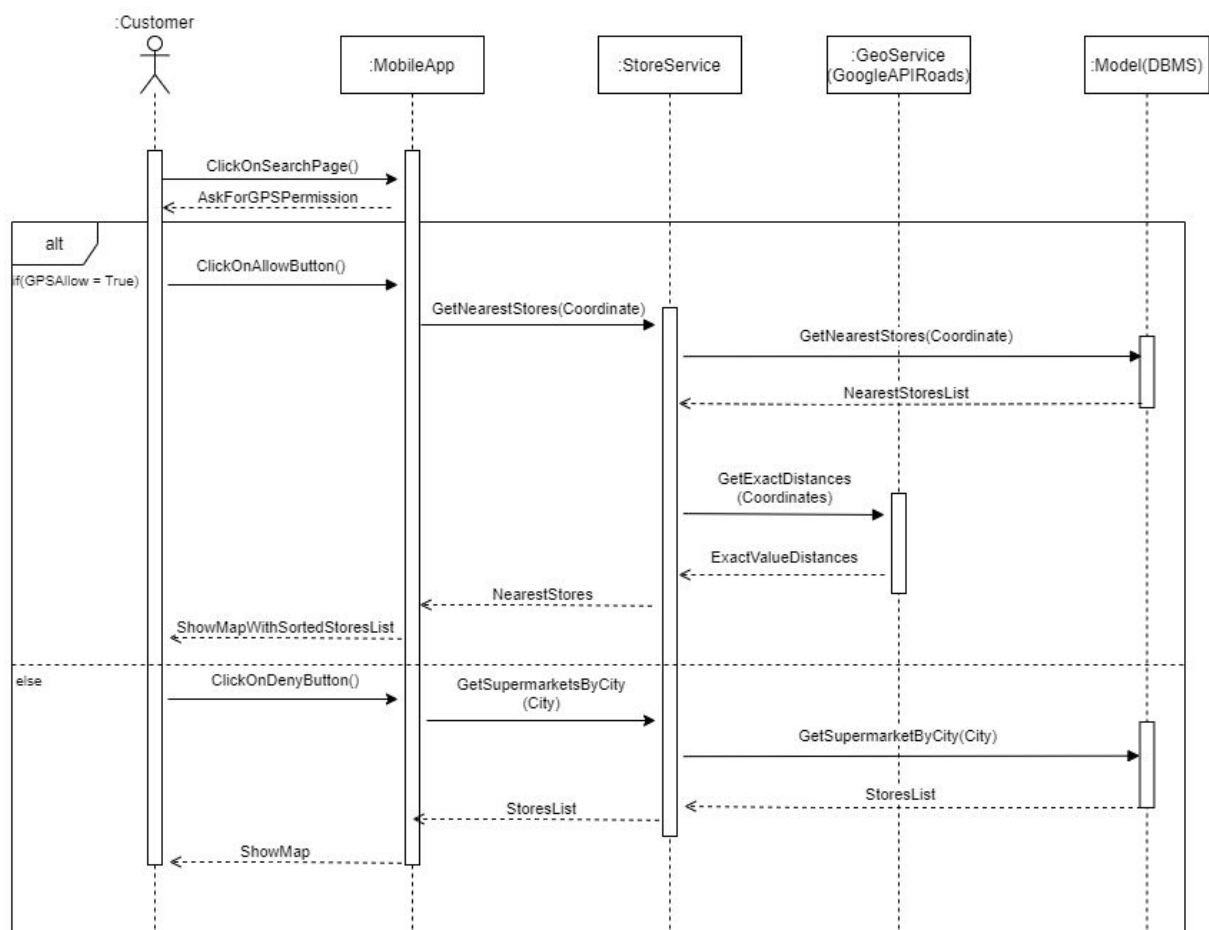 :Customer
:MobileApp
:StoreService
:GeoService
(GoogleAPIRoads)
:Model(DBMS)
ClickOnSearchPage()
AskForGPSPermission
alt
if(GPSAllow = True)
ClickOnAllowButton()
GetNearestStores(Coordinate)
GetNearestStores(Coordinate)
NearestStoresList
GetExactDistances
(Coordinates)
ExactValueDistances
NearestStores
ShowMapWithSortedStoresList
else
ClickOnDenyButton()
GetSupermarketsByCity
(City)
GetSupermarketByCity(City)
StoresList
StoresList
ShowMap